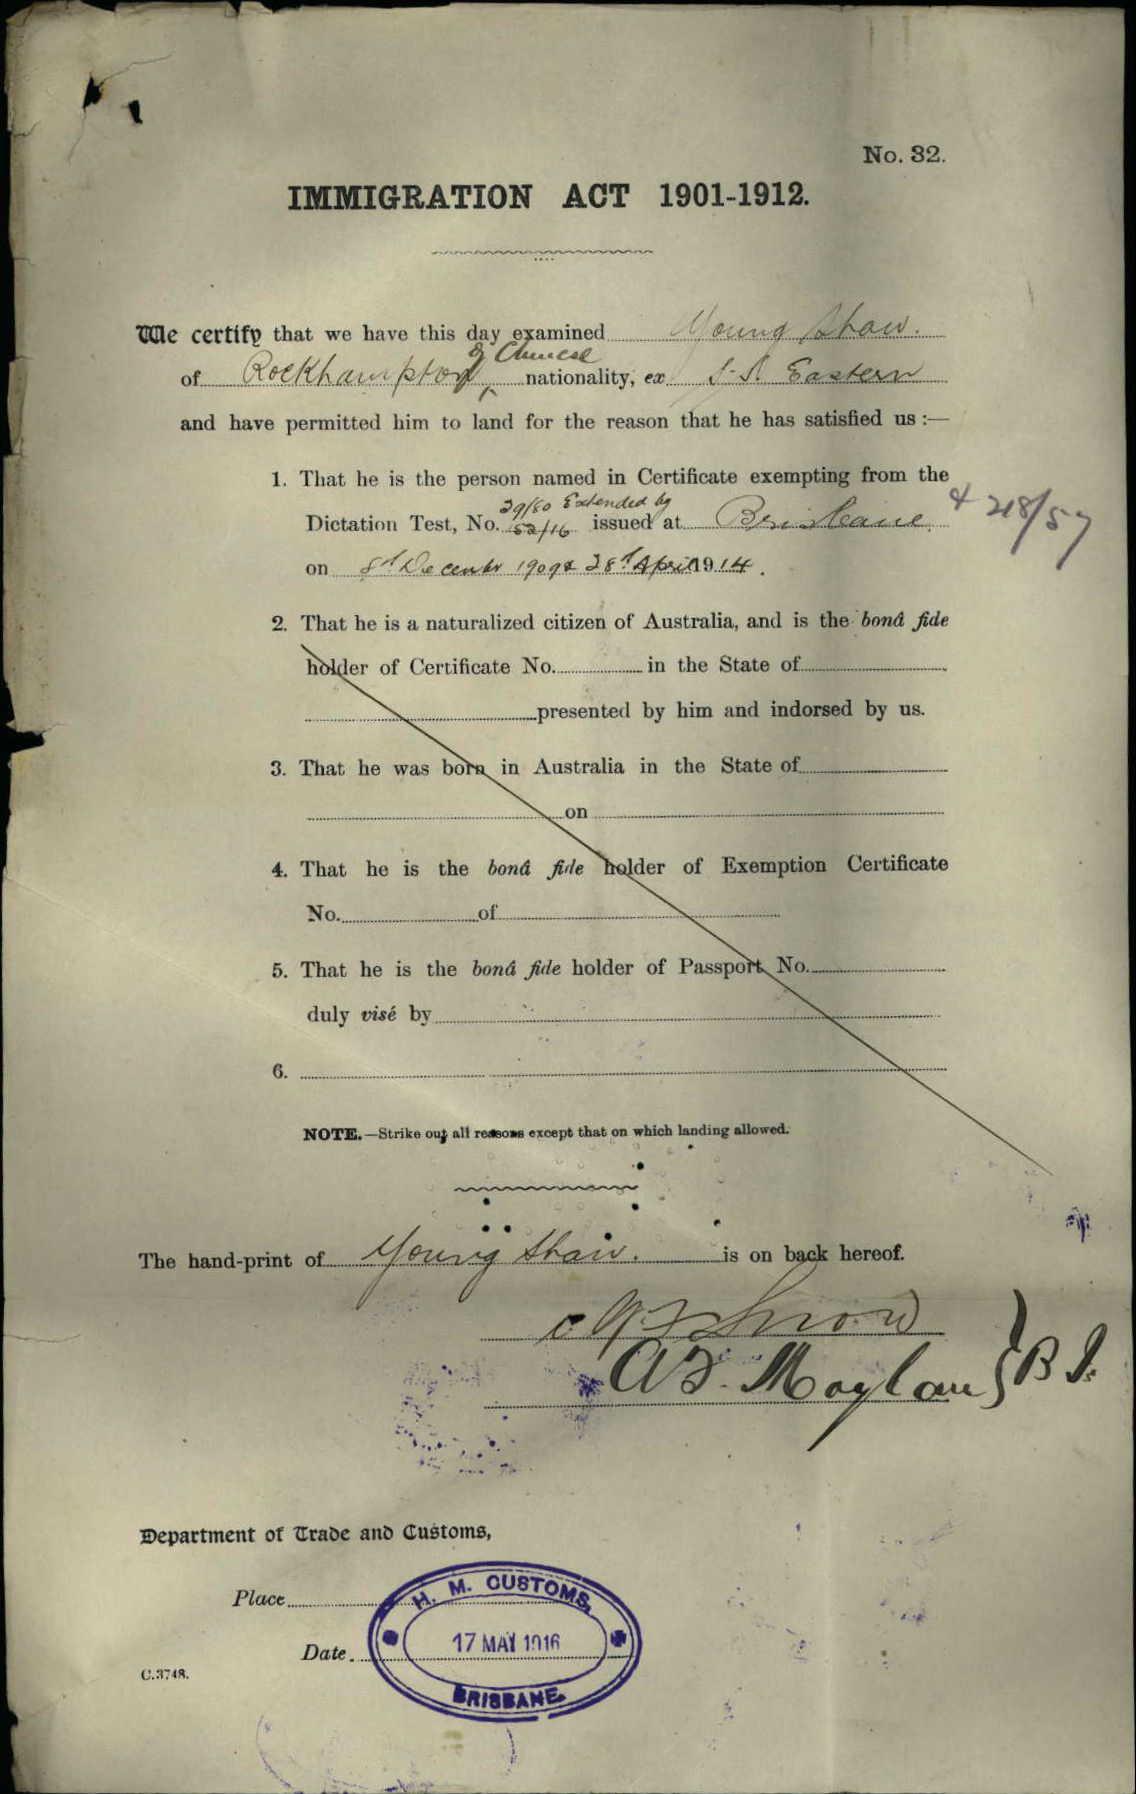 No. 32.
IMMIGRATION ACT 1901-1912.
We certify that we have this day examined Young Shaw.
of Chinese
of Rockhampton nationality, ex S.S. Eastern
and have permitted him to land for the reason that he has satisfied us :—
1. That he is the person named in Certificate exempting from the
39/80 Extended by
Dictation Test, No. 52/16 issued at Brisbane. & 218/57
on 8th December 1909 & 28th April 1914.
2. That he is a naturalized citizen of Australia, and is the bonâ fide
holder of Certificate No. in the State of
presented by him and indorsed by us.
3. That he was born in Australia in the State of
on
4. That he is the bonâ fide holder of Exemption Certificate
No. of
5. That he is the bonâ fide holder of Passport No.
duly visé by
6.
NOTE.—Strike out all reasons except that on which landing allowed.
The hand-print of Young Shaw. is on back hereof.
Snow
A. F. Moylan } B I.
Department of Trade and Customs,
Place
H. M. CUSTOMS,
17 MAY 1916
Date.
BRISBANE.
C.3748.